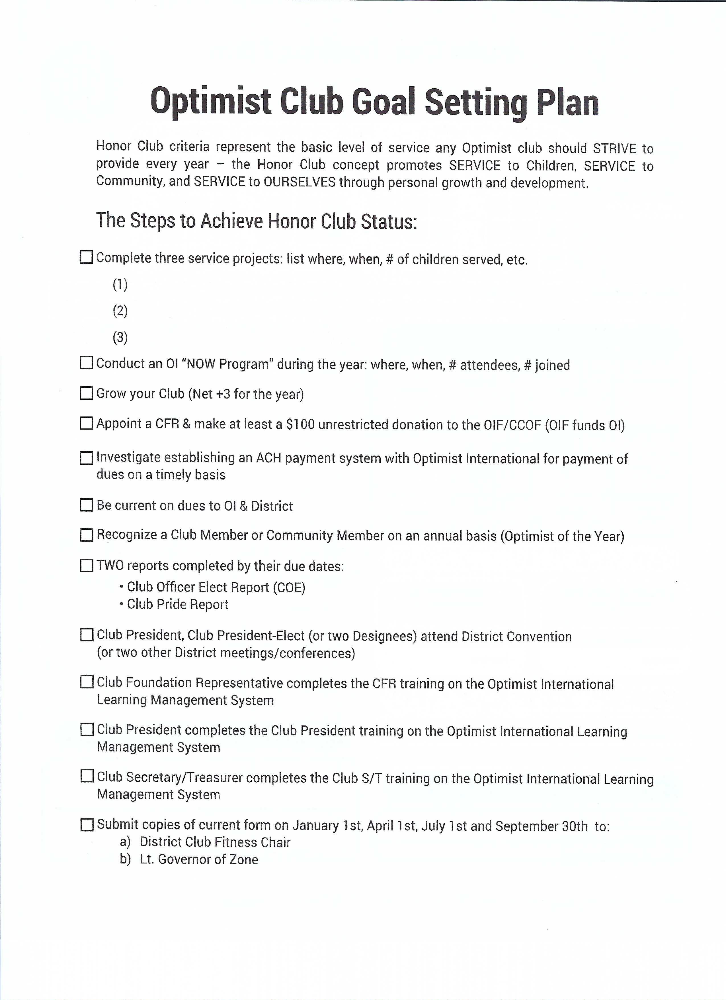 Optimist Club Goal Setting Plan
Honor Club criteria represent the basic level of service any Optimist club should STRIVE to
provide every year – the Honor Club concept promotes SERVICE to Children, SERVICE to
Community, and SERVICE to OURSELVES through personal growth and development.
The Steps to Achieve Honor Club Status:
☐ Complete three service projects: list where, when, # of children served, etc.
(1)
(2)
(3)
☐ Conduct an OI “NOW Program” during the year: where, when, # attendees, # joined
☐ Grow your Club (Net +3 for the year)
☐ Appoint a CFR & make at least a $100 unrestricted donation to the OIF/CCOF (OIF funds OI)
☐ Investigate establishing an ACH payment system with Optimist International for payment of
dues on a timely basis
☐ Be current on dues to OI & District
☐ Recognize a Club Member or Community Member on an annual basis (Optimist of the Year)
☐ TWO reports completed by their due dates:
• Club Officer Elect Report (COE)
• Club Pride Report
☐ Club President, Club President-Elect (or two Designees) attend District Convention
(or two other District meetings/conferences)
☐ Club Foundation Representative completes the CFR training on the Optimist International
Learning Management System
☐ Club President completes the Club President training on the Optimist International Learning
Management System
☐ Club Secretary/Treasurer completes the Club S/T training on the Optimist International Learning
Management System
☐ Submit copies of current form on January 1st, April 1st, July 1st and September 30th to:
a) District Club Fitness Chair
b) Lt. Governor of Zone